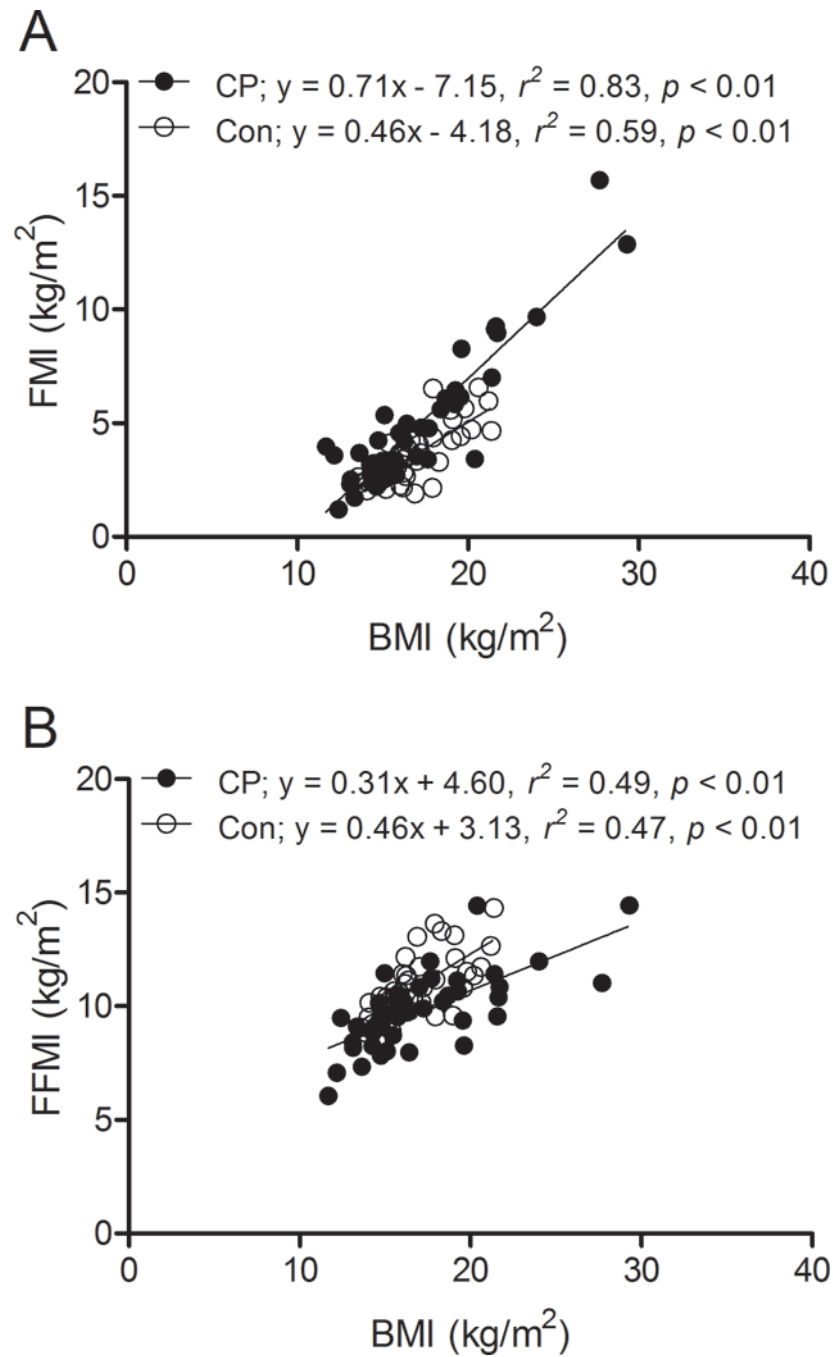 A
CP; y = 0.71x - 7.15, r² = 0.83, p < 0.01
Con; y = 0.46x - 4.18, r² = 0.59, p < 0.01
20
15
10
5
0
FMI (kg/m²)
0 10 20 30 40
BMI (kg/m²)
B
CP; y = 0.31x + 4.60, r² = 0.49, p < 0.01
Con; y = 0.46x + 3.13, r² = 0.47, p < 0.01
20
15
10
5
0
FFMI (kg/m²)
0 10 20 30 40
BMI (kg/m²)